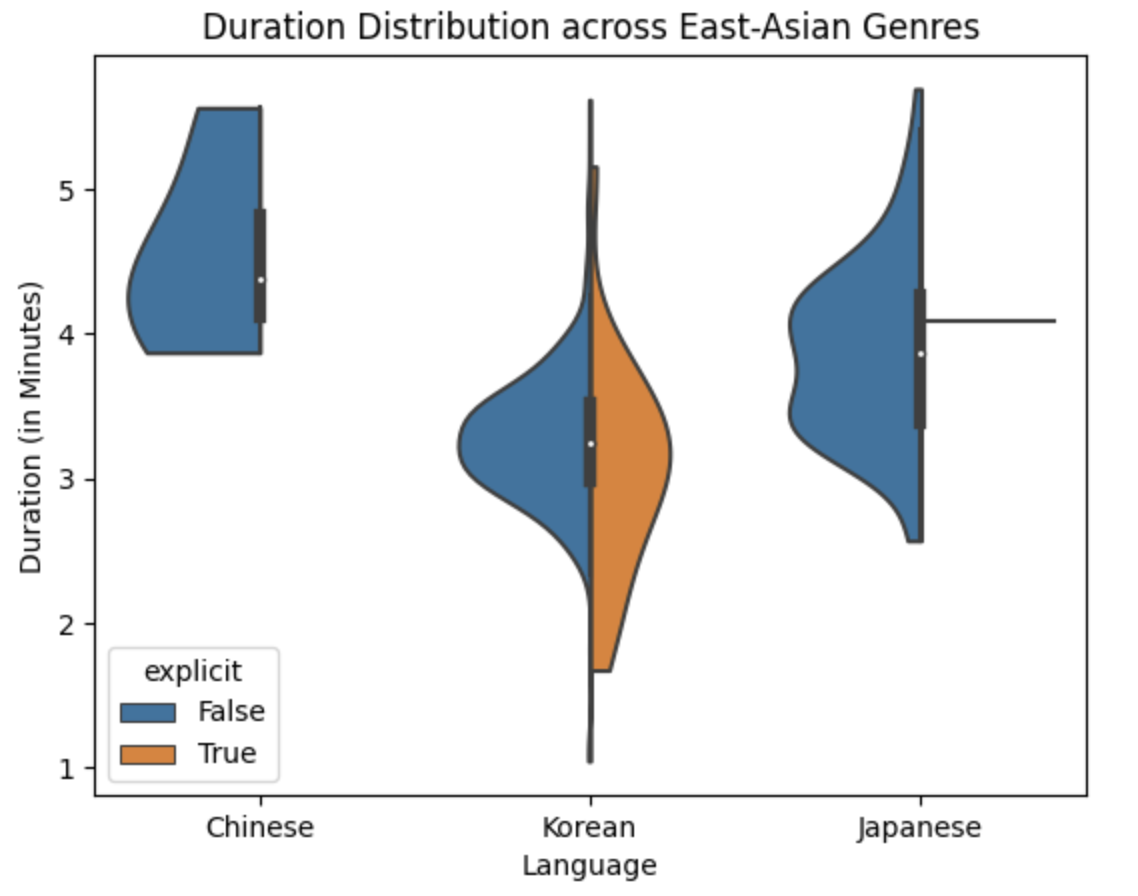 Duration Distribution across East-Asian Genres
Duration (in Minutes)
5
4
3
2
1
explicit
False
True
Chinese
Korean
Japanese
Language